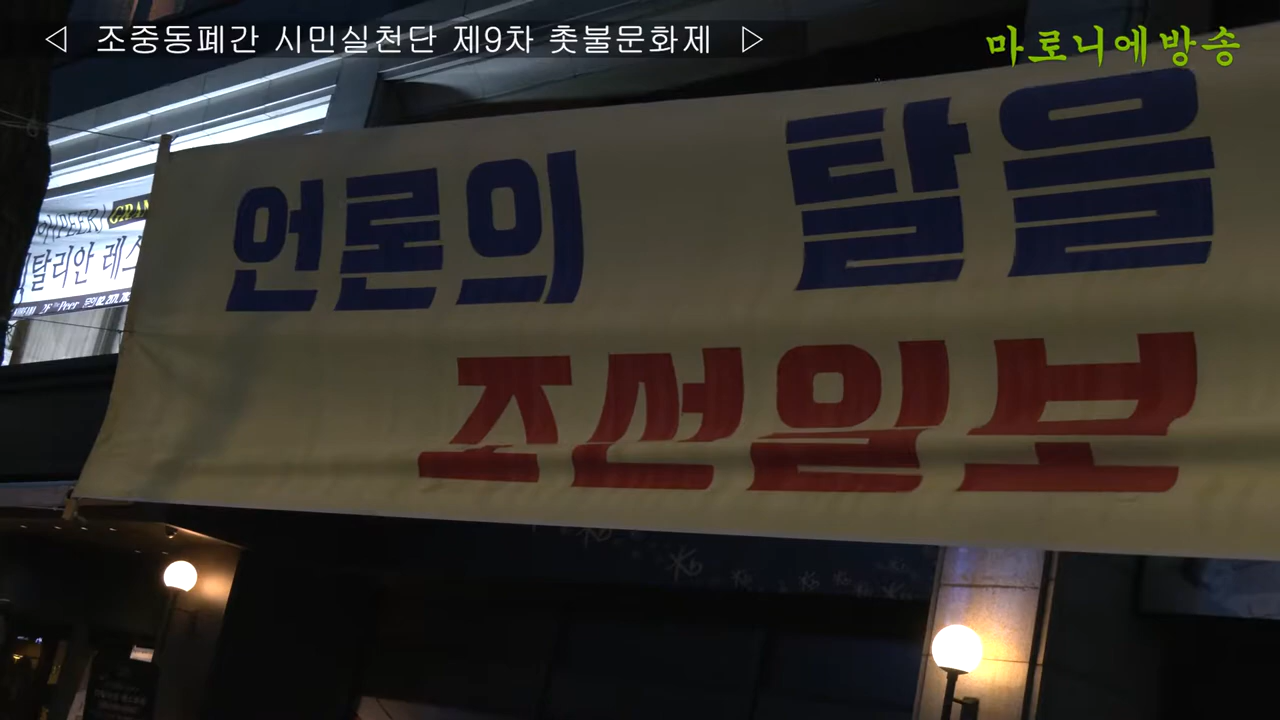 ◁ 조중동폐간 시민실천단 제9차 촛불문화제 ▷
마로니에방송
언론의 탈을
조선일보
탈리안 레스